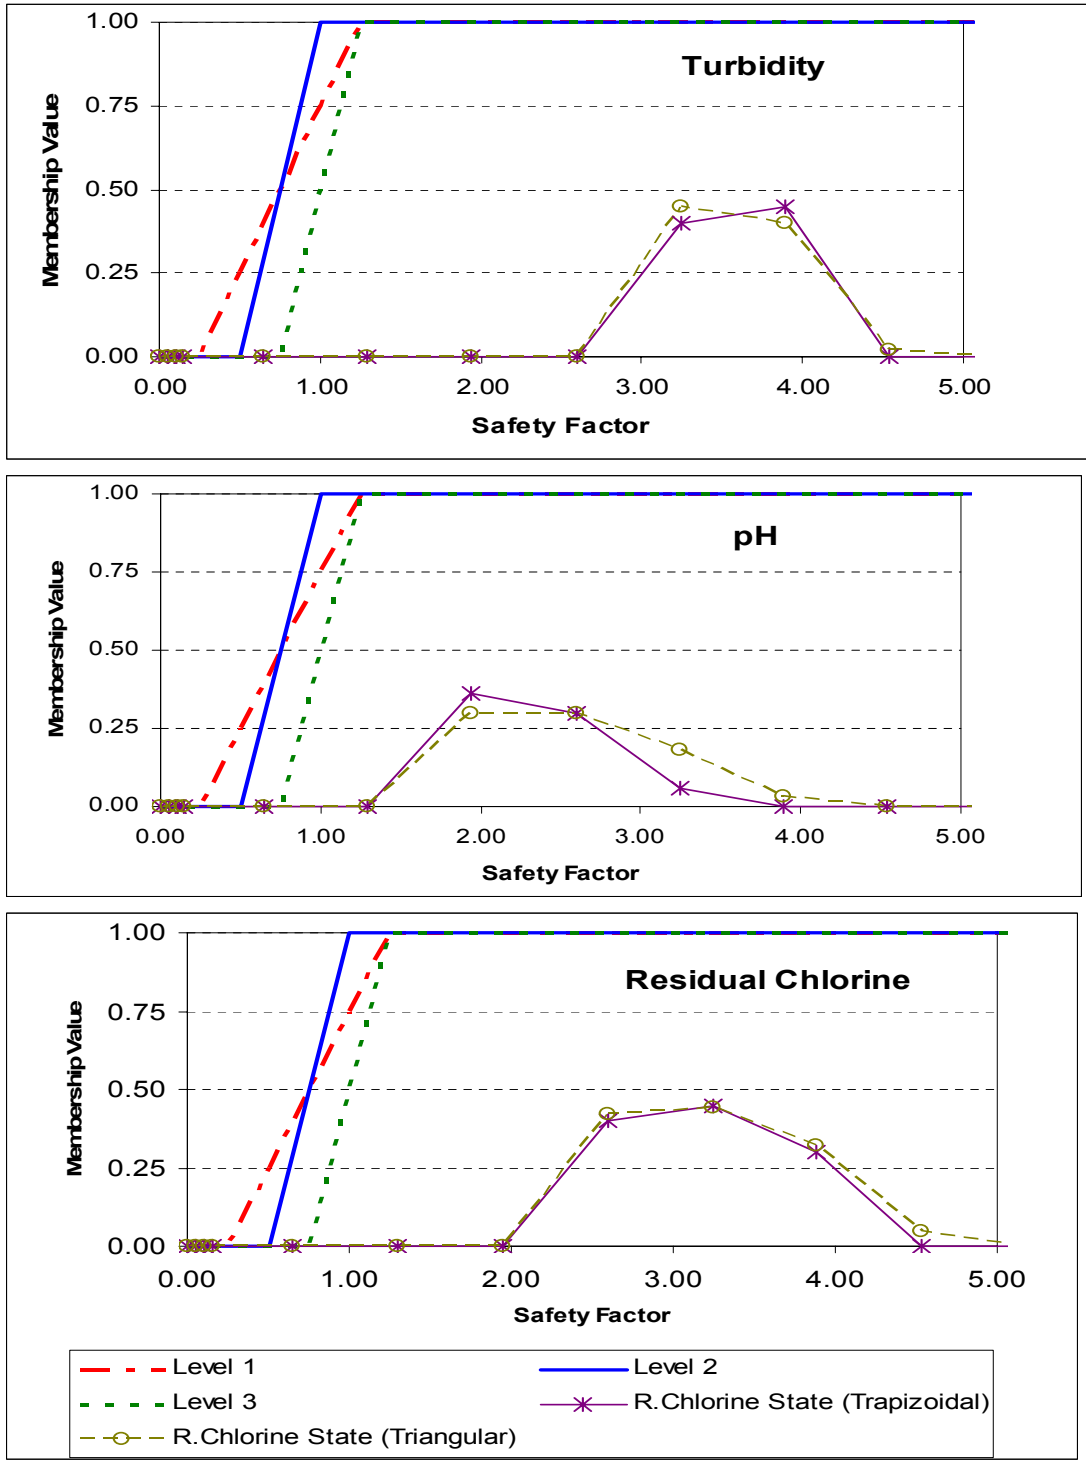 1.00
Turbidity
0.75
Membership Value
0.50
0.25
0.00
0.00 1.00 2.00 3.00 4.00 5.00
Safety Factor
1.00
pH
0.75
Membership Value
0.50
0.25
0.00
0.00 1.00 2.00 3.00 4.00 5.00
Safety Factor
1.00
Residual Chlorine
0.75
Membership Value
0.50
0.25
0.00
0.00 1.00 2.00 3.00 4.00 5.00
Safety Factor
Level 1 Level 2
Level 3 R.Chlorine State (Trapizoidal)
R.Chlorine State (Triangular)